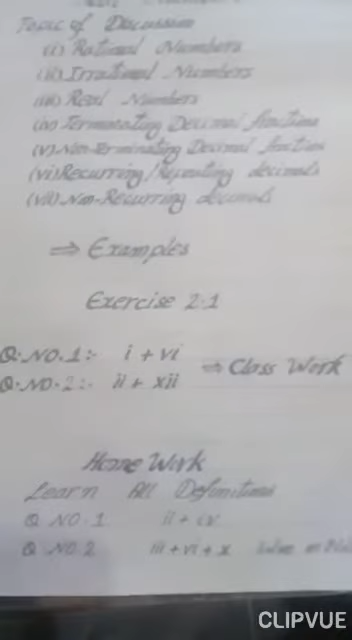 Topic of Discussion
(i) Rational Numbers
(ii) Irrational Numbers
(iii) Real Numbers
(iv) Terminating Decimal fraction
(v) Non-Terminating Decimal fraction
(vi) Recurring/Repeating decimals
(vii) Non-Recurring decimals
⇒ Examples
Exercise 2.1
Q.NO.1:- i + vi
⇒ Class Work
Q.NO.2:- ii + xii
Home Work
Learn All Definitions
Q NO.1 ii + iv
Q NO.2 iii + vi + x
CLIPVUE